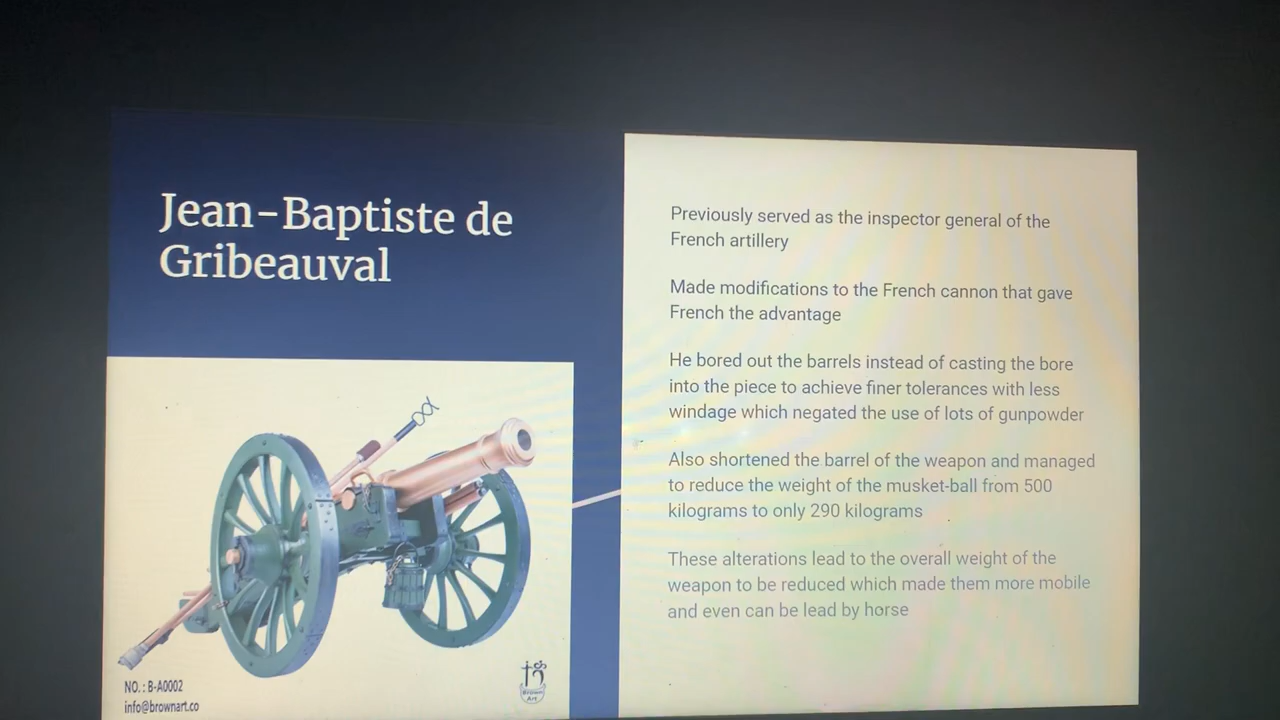 Jean-Baptiste de
Gribeauval
Previously served as the inspector general of the
French artillery
Made modifications to the French cannon that gave
French the advantage
He bored out the barrels instead of casting the bore
into the piece to achieve finer tolerances with less
windage which negated the use of lots of gunpowder
Also shortened the barrel of the weapon and managed
to reduce the weight of the musket-ball from 500
kilograms to only 290 kilograms
These alterations lead to the overall weight of the
weapon to be reduced which made them more mobile
and even can be lead by horse
NO. : B-A0002
info@brownart.co
Brown
Art